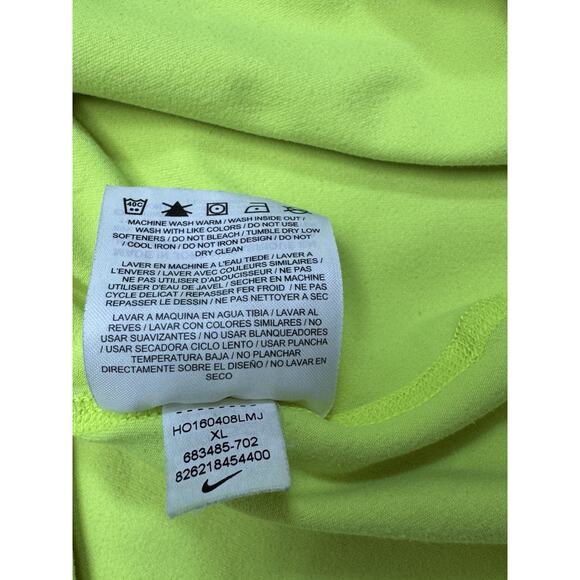 40C
MACHINE WASH WARM / WASH INSIDE OUT /
WASH WITH LIKE COLORS / DO NOT USE
SOFTENERS / DO NOT BLEACH / TUMBLE DRY LOW
/ COOL IRON / DO NOT IRON DESIGN / DO NOT
DRY CLEAN
LAVER EN MACHINE A L'EAU TIEDE / LAVER A
L'ENVERS / LAVER AVEC COULEURS SIMILAIRES /
N'PAS UTILISER D'ADOUCISSEUR / NE PAS
UTILISER D'EAU DE JAVEL / SECHER EN MACHINE
CYCLE DELICAT / REPASSER FER FROID / NE PAS
REPASSER LE DESSIN / NE PAS NETTOYER A SEC
LAVAR A MAQUINA EN AGUA TIBIA / LAVAR AL
REVES / LAVAR CON COLORES SIMILARES / NO
USAR SUAVIZANTES / NO USAR BLANQUEADORES
/ USAR SECADORA CICLO LENTO / USAR PLANCHA
TEMPERATURA BAJA / NO PLANCHAR
DIRECTAMENTE SOBRE EL DISEÑO / NO LAVAR EN
SECO
HO160408LMJ
XL
683485-702
826218454400